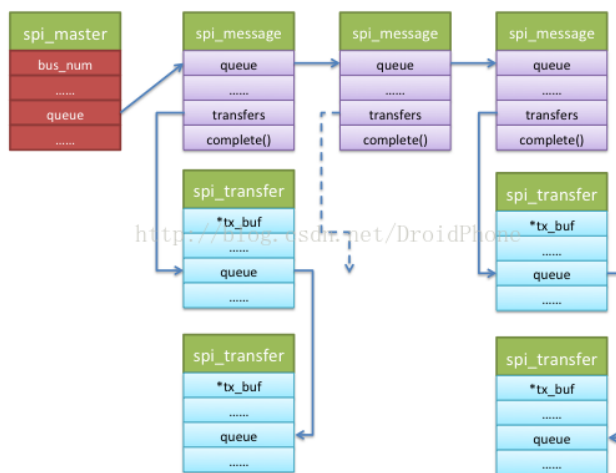 spi_master
bus_num
……
queue
……
spi_message
queue
……
transfers
complete()
spi_message
queue
……
transfers
complete()
spi_message
queue
……
transfers
complete()
spi_transfer
*tx_buf
……
queue
……
spi_transfer
*tx_buf
……
queue
……
http://blog.csdn.net/DroidPhone
spi_transfer
*tx_buf
……
queue
……
spi_transfer
*tx_buf
……
queue
……